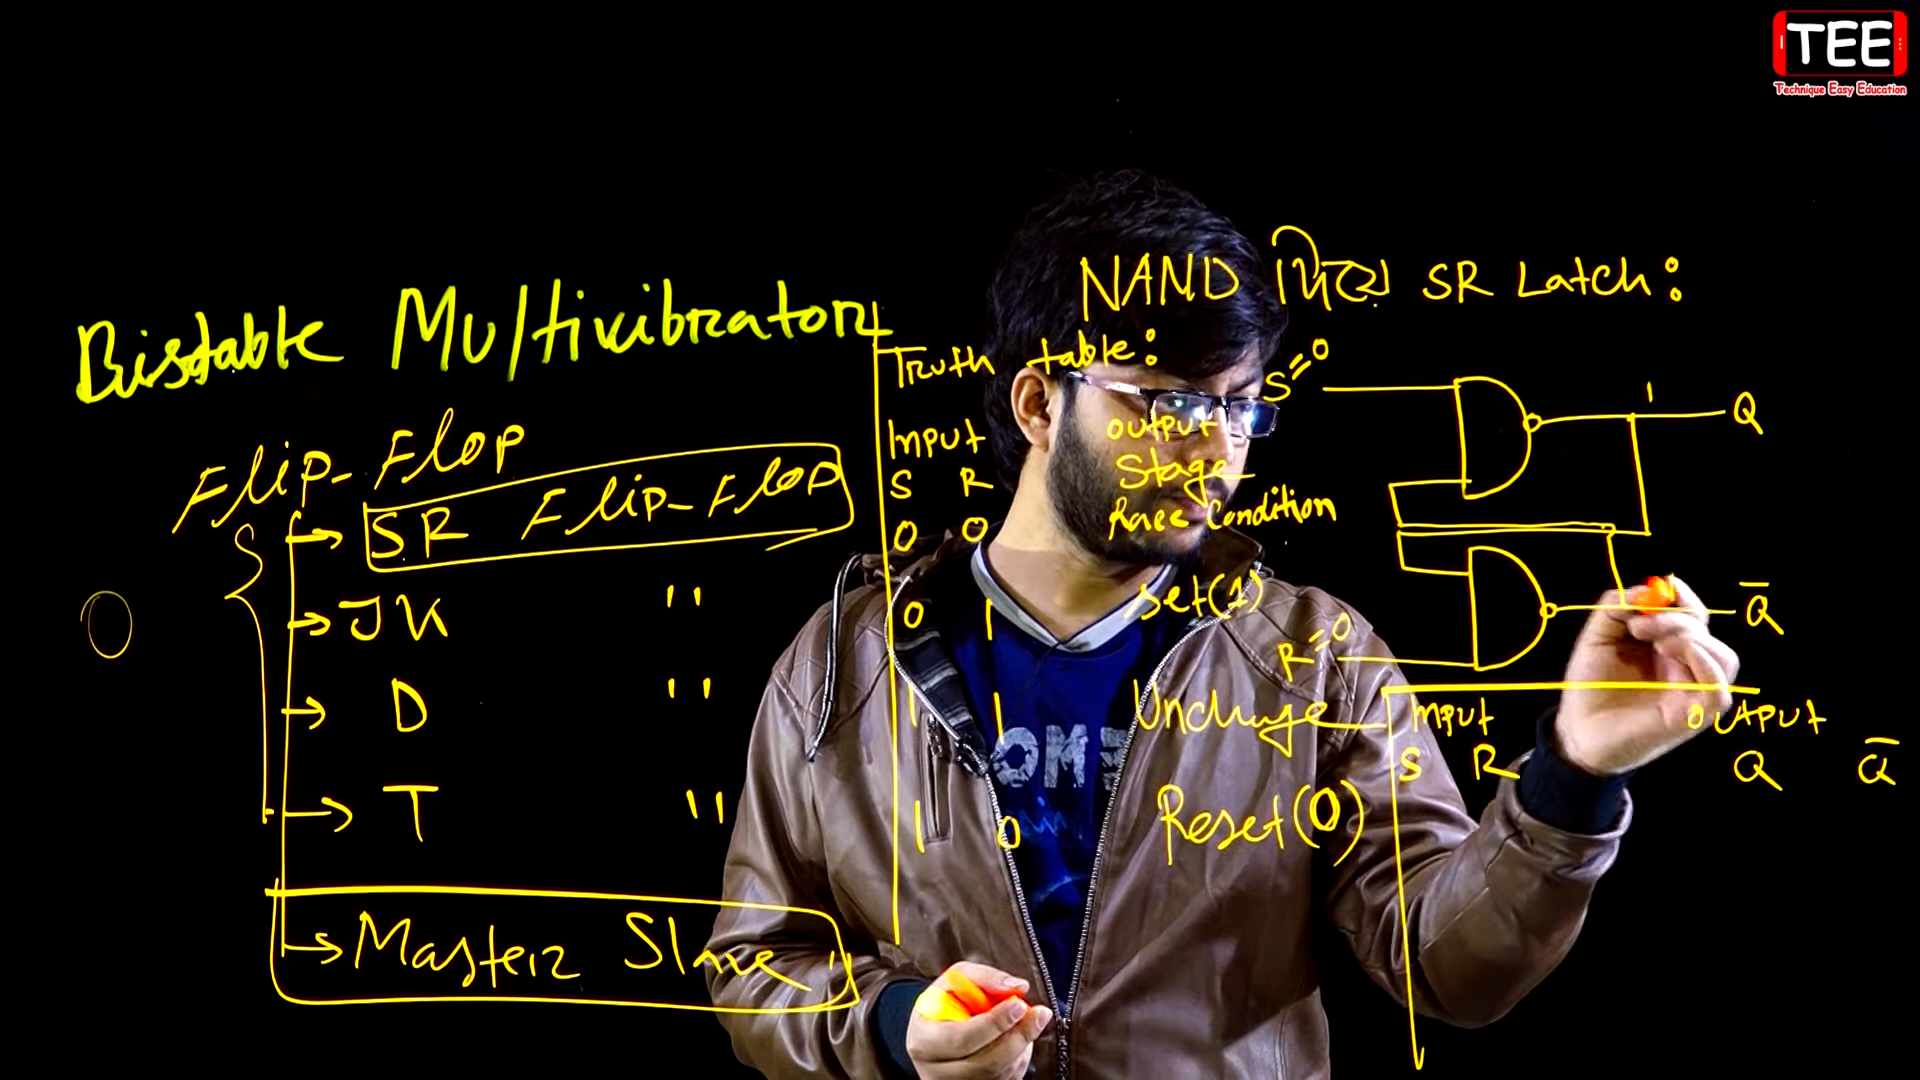 TEE
Technique Easy Education
Bistable Multivibrator
Flip-Flop
SR Flip-Flop
JK "
D "
T "
Master Slave
NAND দিয়ে SR Latch:
Truth table:
Input Output
S R Stage
0 0 Race Condition
0 1 set(1)
1 1 Unchange
1 0 Reset(0)
S=0
1
Q
Q̅
R=0
Input Output
S R Q Q̅